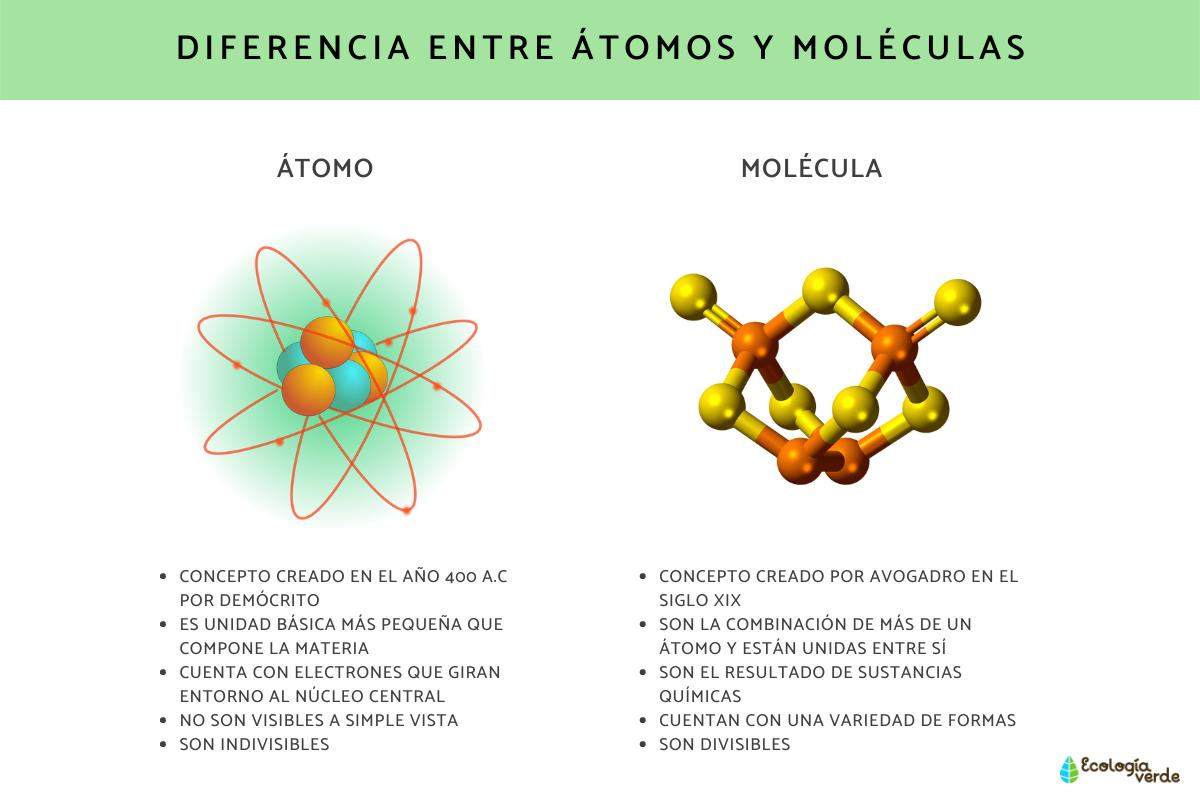 DIFERENCIA ENTRE ÁTOMOS Y MOLÉCULAS
ÁTOMO
MOLÉCULA
• CONCEPTO CREADO EN EL AÑO 400 A.C
POR DEMÓCRITO
• ES UNIDAD BÁSICA MÁS PEQUEÑA QUE
COMPONE LA MATERIA
• CUENTA CON ELECTRONES QUE GIRAN
ENTORNO AL NÚCLEO CENTRAL
• NO SON VISIBLES A SIMPLE VISTA
• SON INDIVISIBLES
• CONCEPTO CREADO POR AVOGADRO EN EL
SIGLO XIX
• SON LA COMBINACIÓN DE MÁS DE UN
ÁTOMO Y ESTÁN UNIDAS ENTRE SÍ
• SON EL RESULTADO DE SUSTANCIAS
QUÍMICAS
• CUENTAN CON UNA VARIEDAD DE FORMAS
• SON DIVISIBLES
Ecología
verde